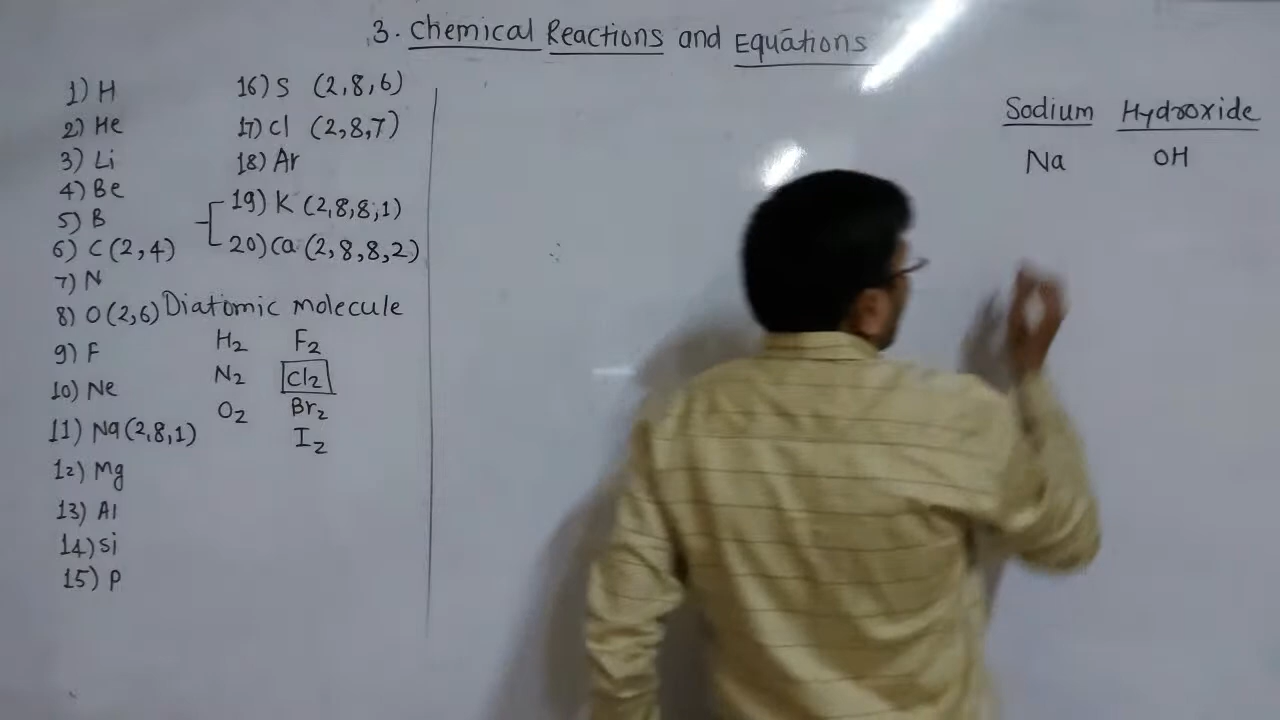 3. Chemical Reactions and Equations
1) H
2) He
3) Li
4) Be
5) B
6) C (2,4)
7) N
8) O (2,6)
9) F
10) Ne
11) Na (2,8,1)
12) Mg
13) Al
14) Si
15) P
16) S (2,8,6)
17) Cl (2,8,7)
18) Ar
19) K (2,8,8,1)
20) Ca (2,8,8,2)
Diatomic molecule
H₂ F₂
N₂ Cl₂
O₂ Br₂
I₂
Sodium Hydroxide
Na OH